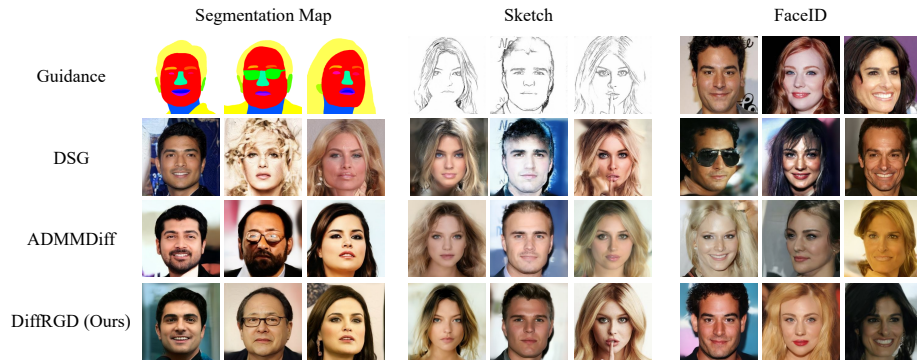 Segmentation Map Sketch FaceID
Guidance
DSG
ADMMDiff
DiffRGD (Ours)